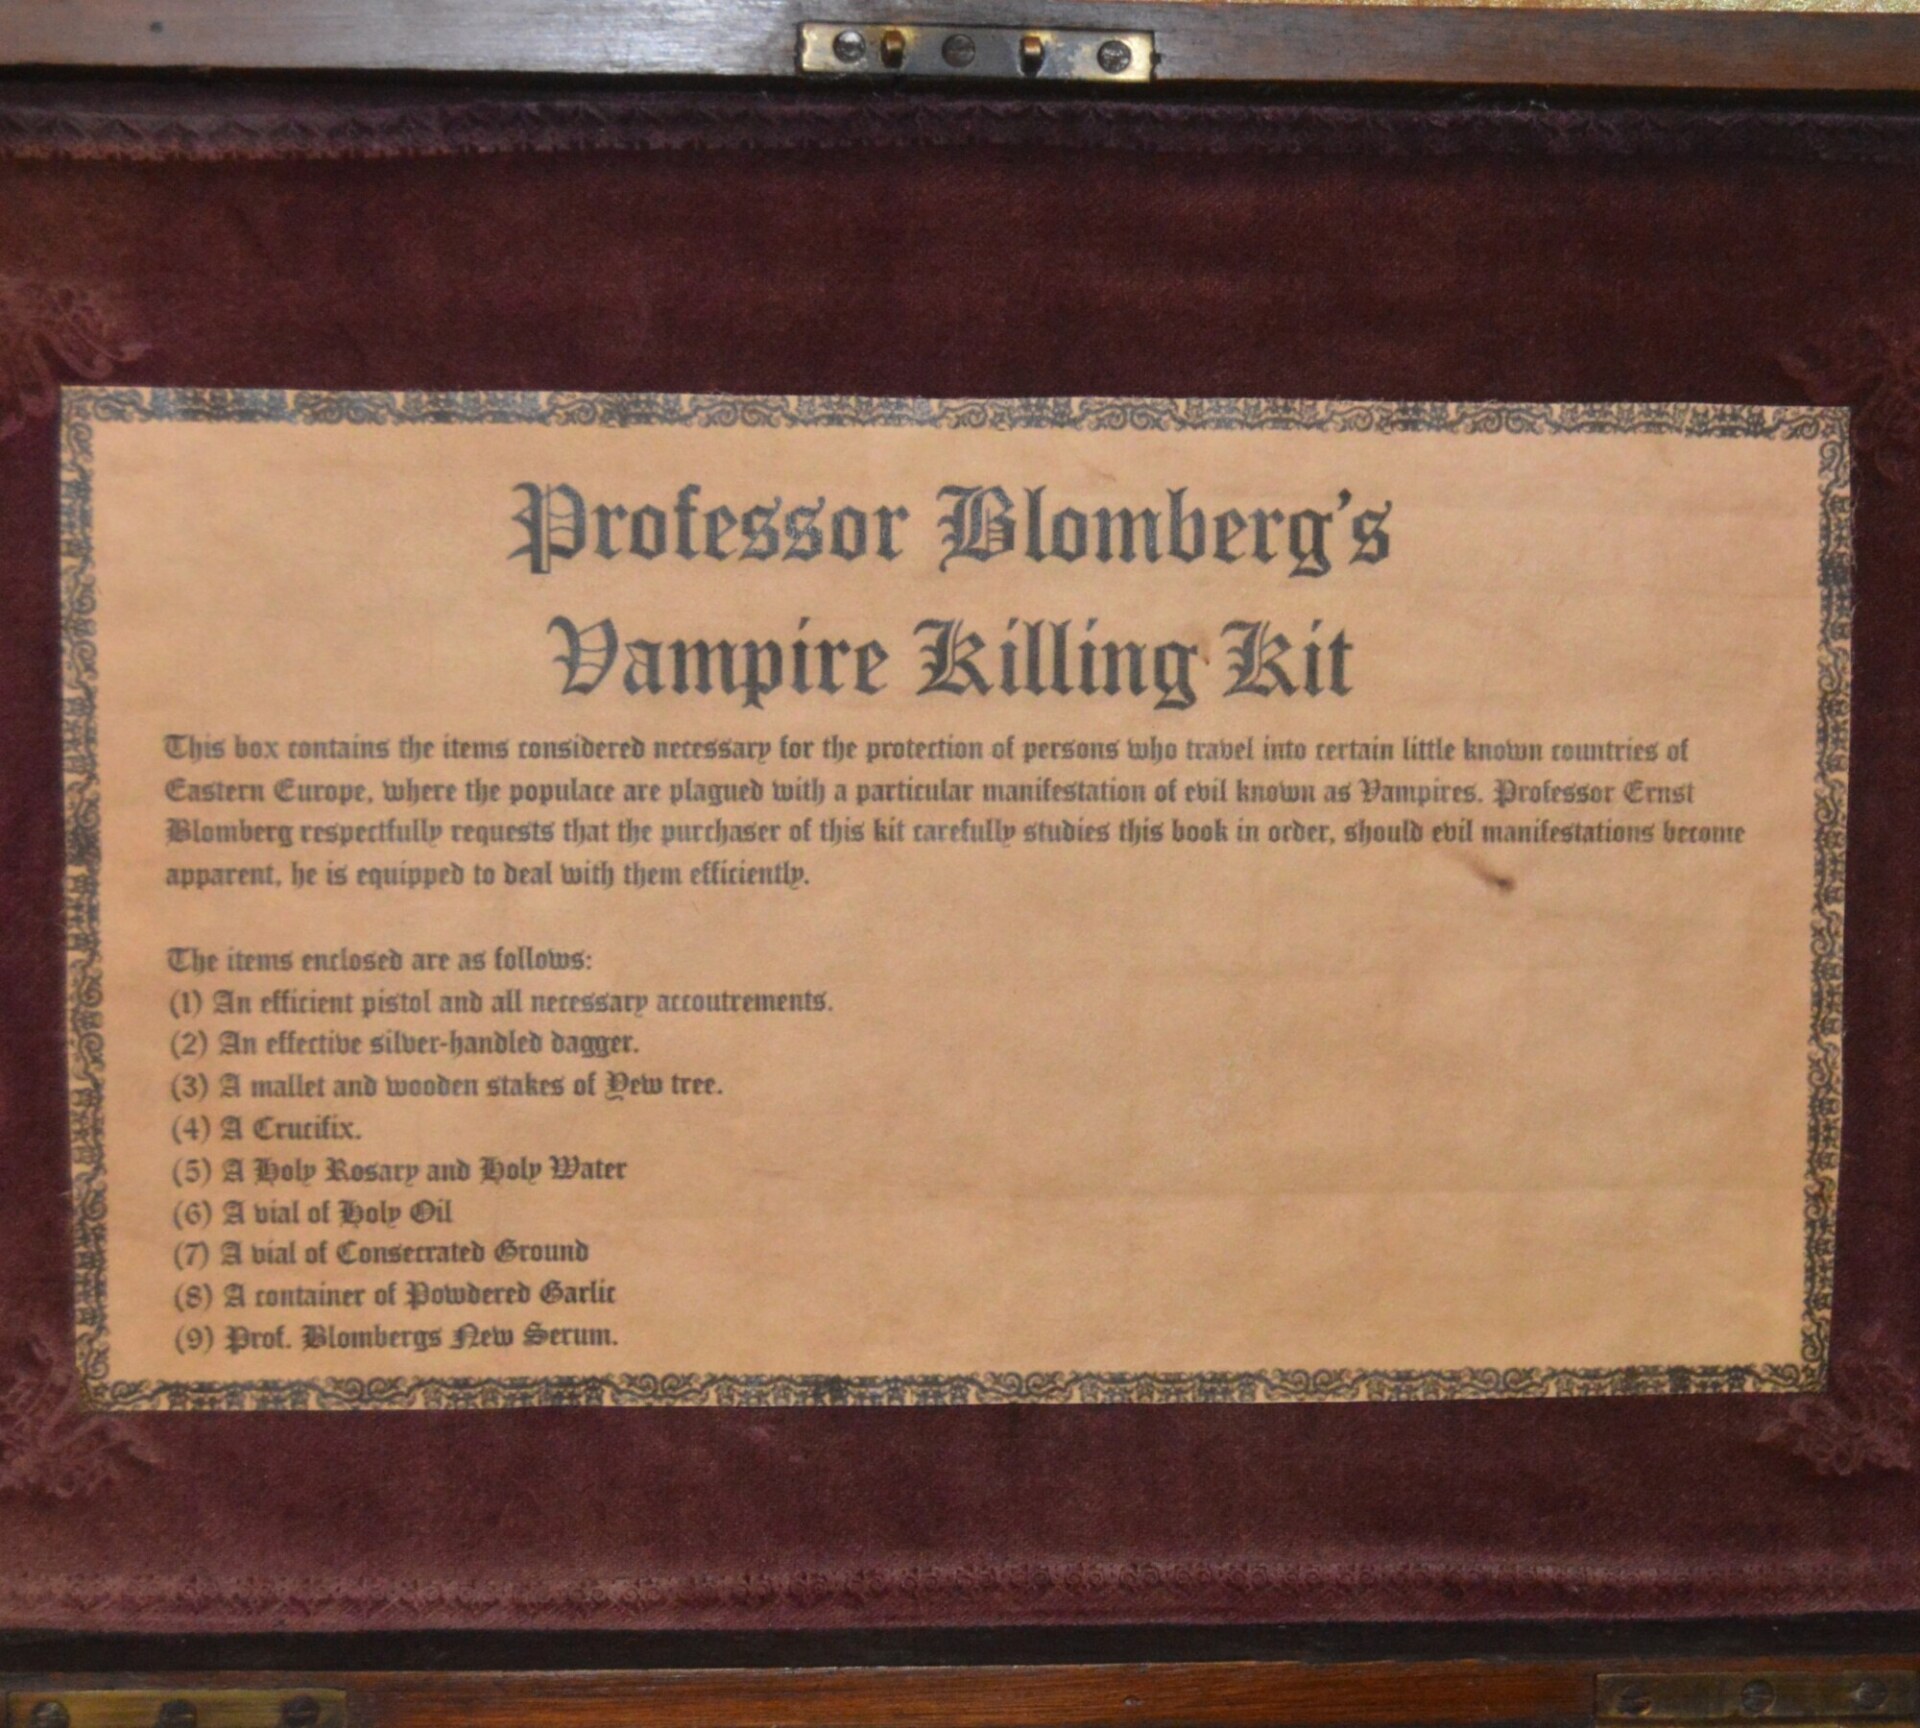 Professor Blomberg's
Vampire Killing Kit
This box contains the items considered necessary for the protection of persons who travel into certain little known countries of
Eastern Europe, where the populace are plagued with a particular manifestation of evil known as Vampires. Professor Ernst
Blomberg respectfully requests that the purchaser of this kit carefully studies this book in order, should evil manifestations become
apparent, he is equipped to deal with them efficiently.
The items enclosed are as follows:
(1) An efficient pistol and all necessary accoutrements.
(2) An effective silver-handled dagger.
(3) A mallet and wooden stakes of Yew tree.
(4) A Crucifix.
(5) A Holy Rosary and Holy Water
(6) A vial of Holy Oil
(7) A vial of Consecrated Ground
(8) A container of Powdered Garlic
(9) Prof. Blombergs New Serum.